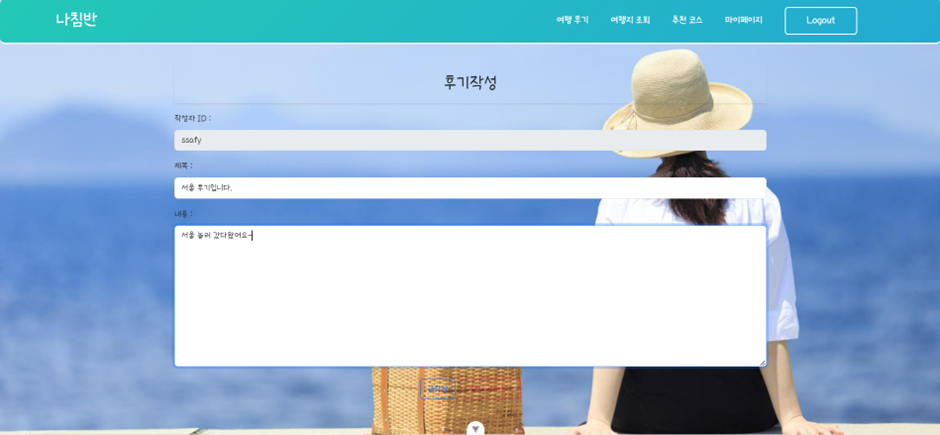 나침반
여행 후기 여행지 조회 추천 코스 마이페이지 Logout
후기작성
작성자 ID :
ssafy
제목 :
서울 후기입니다.
내용 :
서울 놀러 갔다왔어요~